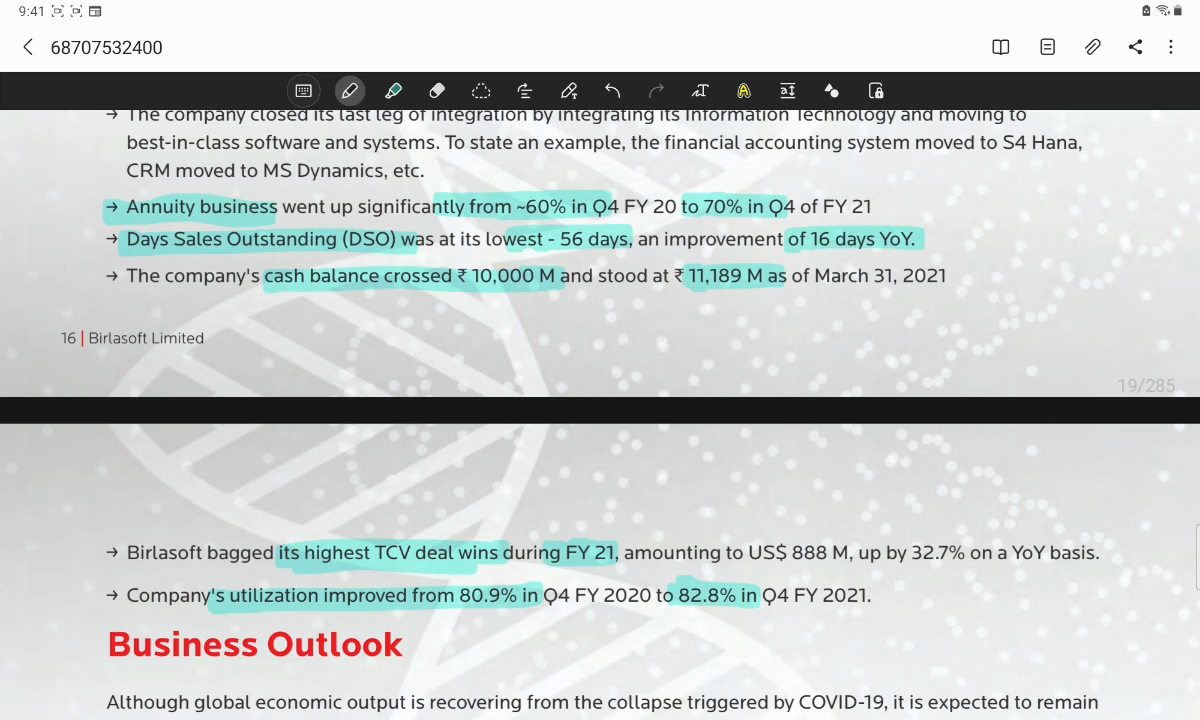 9:41
68707532400
→ The company closed its last leg of integration by integrating its Information Technology and moving to
best-in-class software and systems. To state an example, the financial accounting system moved to S4 Hana,
CRM moved to MS Dynamics, etc.
→ Annuity business went up significantly from ~60% in Q4 FY 20 to 70% in Q4 of FY 21
→ Days Sales Outstanding (DSO) was at its lowest - 56 days, an improvement of 16 days YoY.
→ The company's cash balance crossed ₹ 10,000 M and stood at ₹ 11,189 M as of March 31, 2021
16 | Birlasoft Limited
19/285
→ Birlasoft bagged its highest TCV deal wins during FY 21, amounting to US$ 888 M, up by 32.7% on a YoY basis.
→ Company's utilization improved from 80.9% in Q4 FY 2020 to 82.8% in Q4 FY 2021.
Business Outlook
Although global economic output is recovering from the collapse triggered by COVID-19, it is expected to remain